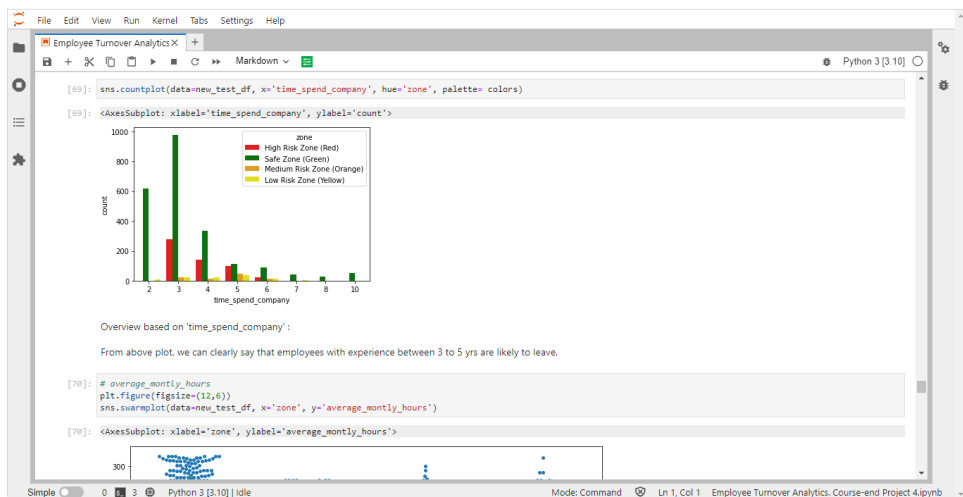 File Edit View Run Kernel Tabs Settings Help
Employee Turnover Analytics
Markdown
Python 3 [3.10]
[69]: sns.countplot(data=new_test_df, x='time_spend_company', hue='zone', palette= colors)
[69]: <AxesSubplot: xlabel='time_spend_company', ylabel='count'>
zone
High Risk Zone (Red)
Safe Zone (Green)
Medium Risk Zone (Orange)
Low Risk Zone (Yellow)
1000
800
600
400
200
0
count
2 3 4 5 6 7 8 10
time_spend_company
Overview based on 'time_spend_company' :
From above plot, we can clearly say that employees with experience between 3 to 5 yrs are likely to leave.
[70]: # average_montly_hours
plt.figure(figsize=(12,6))
sns.swarmplot(data=new_test_df, x='zone', y='average_montly_hours')
[70]: <AxesSubplot: xlabel='zone', ylabel='average_montly_hours'>
300
Simple 0 3 Python 3 [3.10] | Idle Mode: Command Ln 1, Col 1 Employee Turnover Analytics. Course-end Project 4.ipynb